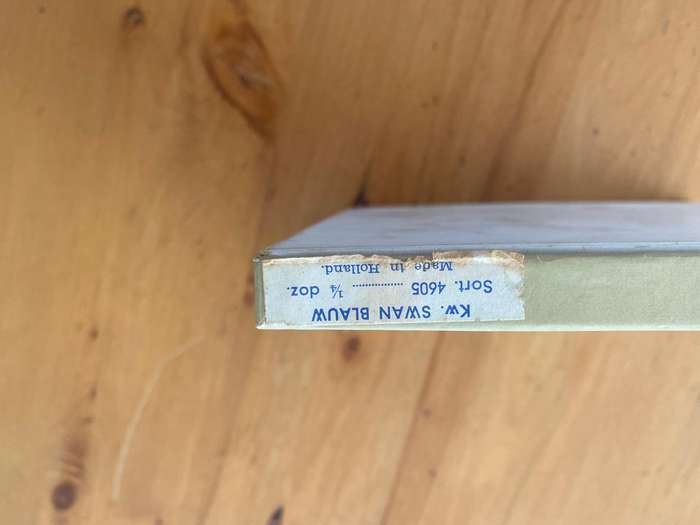 Kw. SWAN BLAUW
Sort. 4605 .................. ¼ doz.
Made in Holland.